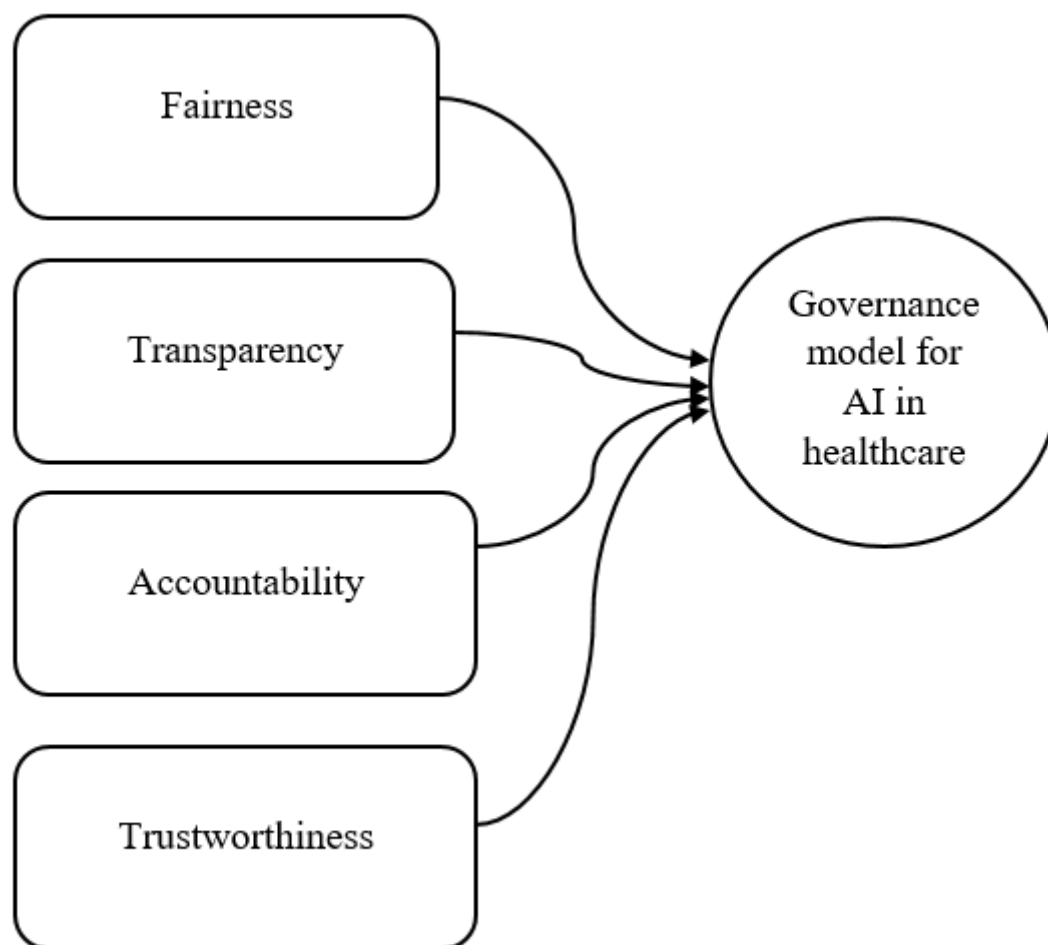 Fairness
Transparency
Accountability
Trustworthiness
Governance
model for
AI in
healthcare